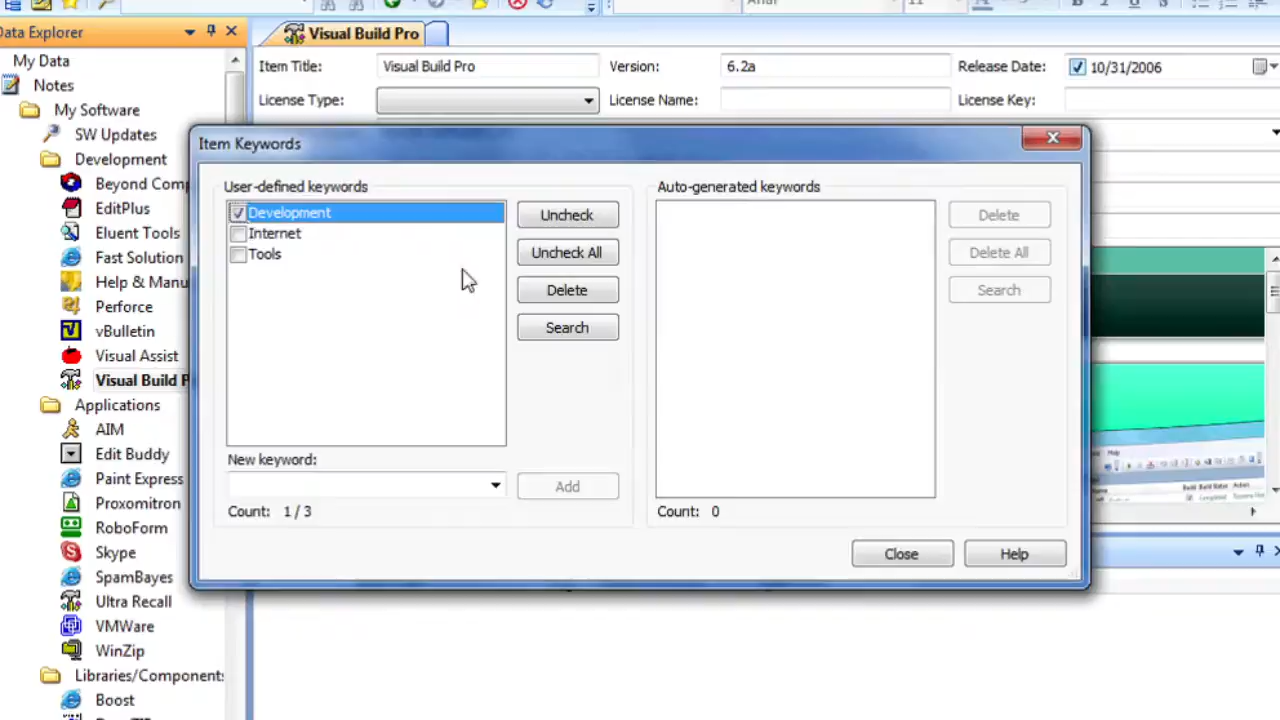 Data Explorer
Visual Build Pro
My Data
Item Title: Visual Build Pro Version: 6.2a Release Date: 10/31/2006
Notes
License Type: License Name: License Key:
My Software
SW Updates
Development
Beyond Comp
EditPlus
Eluent Tools
Fast Solution
Help & Manu
Perforce
vBulletin
Visual Assist
Visual Build P
Applications
AIM
Edit Buddy
Paint Express
Proxomitron
RoboForm
Skype
SpamBayes
Ultra Recall
VMWare
WinZip
Libraries/Components
Boost
Item Keywords
User-defined keywords
Development
Internet
Tools
Uncheck
Uncheck All
Delete
Search
New keyword:
Add
Count: 1 / 3
Auto-generated keywords
Delete
Delete All
Search
Count: 0
Close
Help